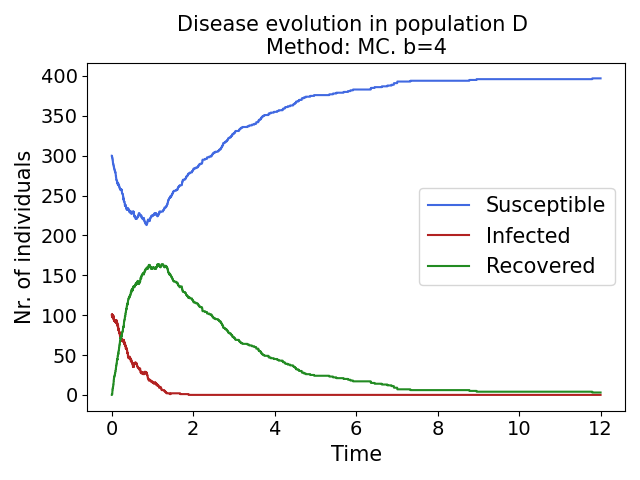 Disease evolution in population D
Method: MC. b=4
Nr. of individuals
400
350
300
250
200
150
100
50
0
Susceptible
Infected
Recovered
0 2 4 6 8 10 12
Time